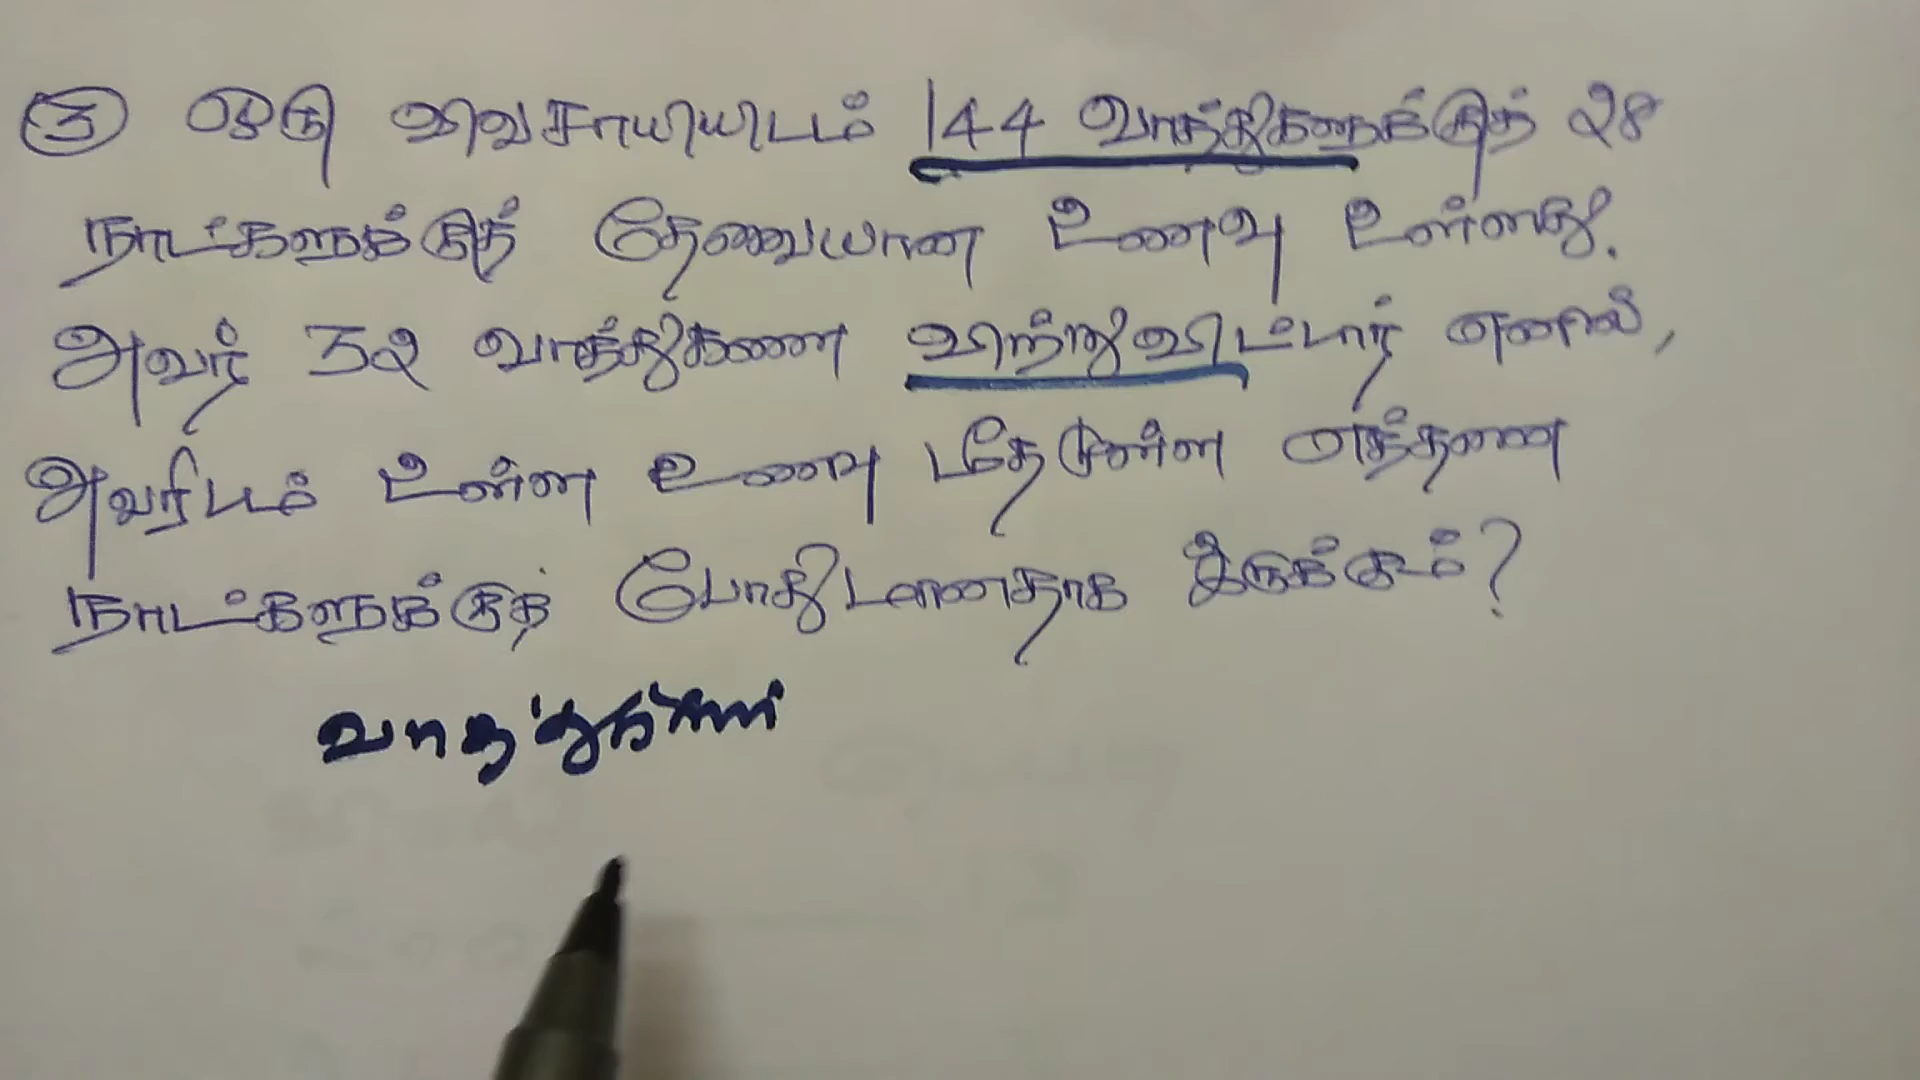 ③ ஒரு விவசாயியிடம் 144 வாத்துகளுக்குத் 28
நாட்களுக்குத் தேவையான உணவு உள்ளது.
அவர் 32 வாத்துகளை விற்றுவிட்டார் எனில்,
அவரிடம் உள்ள உணவு மீதமுள்ள எத்தனை
நாட்களுக்குத் போதுமானதாக இருக்கும்?
வாத்துகள்